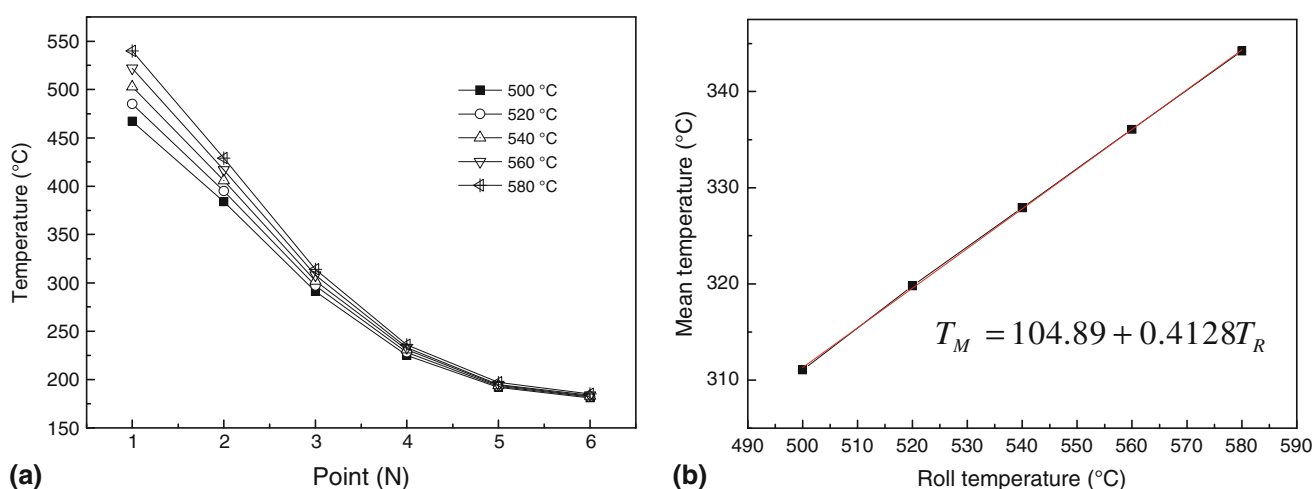 550
500
450
400
350
300
250
200
150
Temperature (°C)
500 °C
520 °C
540 °C
560 °C
580 °C
1 2 3 4 5 6
Point (N)
(a)
340
330
320
310
Mean temperature (°C)
T_M = 104.89 + 0.4128T_R
490 500 510 520 530 540 550 560 570 580 590
Roll temperature (°C)
(b)